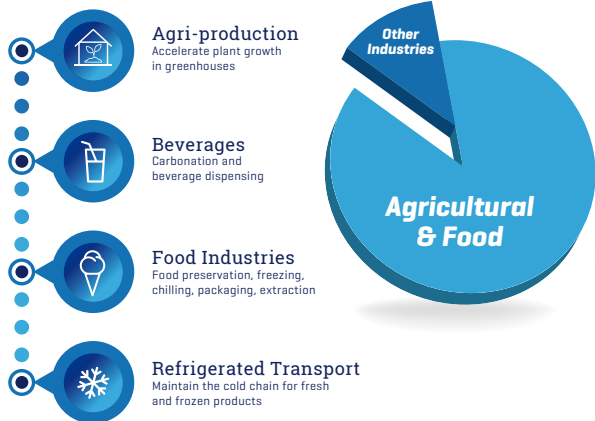 Agri-production
Accelerate plant growth
in greenhouses
Beverages
Carbonation and
beverage dispensing
Food Industries
Food preservation, freezing,
chilling, packaging, extraction
Refrigerated Transport
Maintain the cold chain for fresh
and frozen products
Other
Industries
Agricultural
& Food